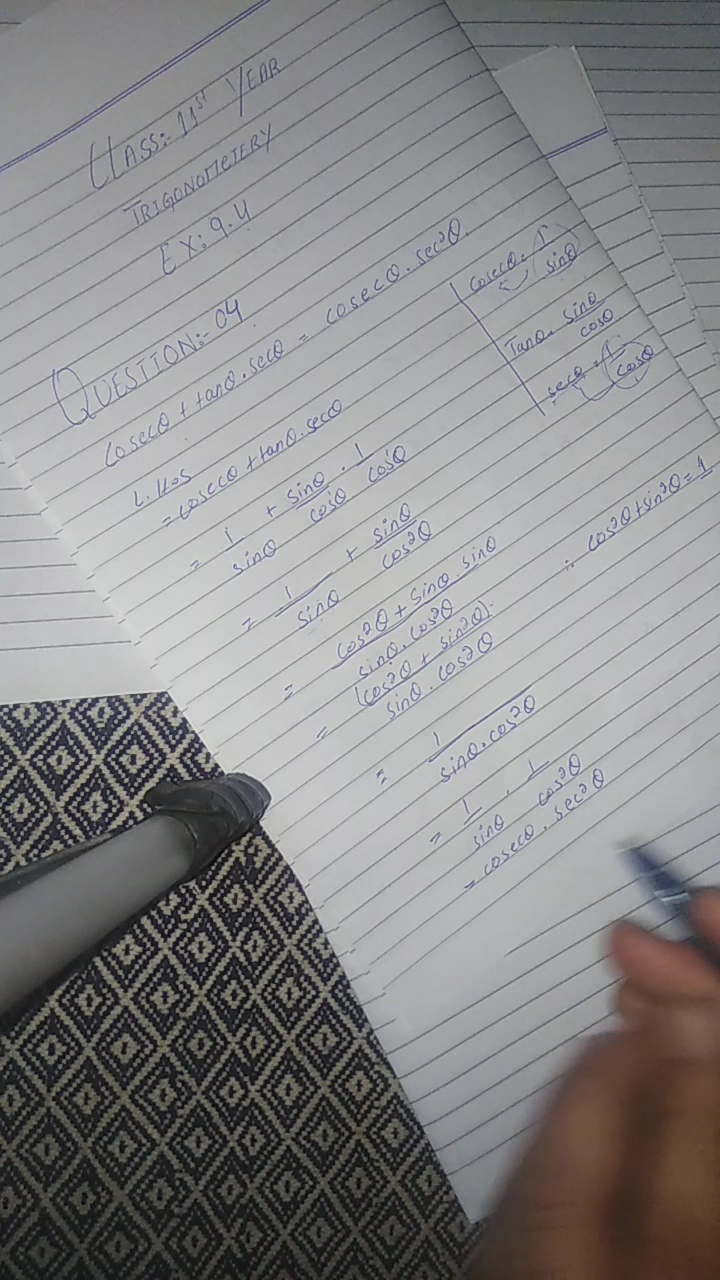 CLASS: 11st YEAR
TRIGONOMETERY
EX: 9.4
QUESTION:- 04
cosecθ + tanθ.secθ = cosecθ.sec²θ.
Cosecθ = 1/sinθ
Tanθ = sinθ/cosθ
secθ = 1/cosθ
L.H.S
= cosecθ + tanθ.secθ
= 1/sinθ + sinθ/cosθ . 1/cosθ
= 1/sinθ + sinθ/cos²θ
= cos²θ + sinθ.sinθ / sinθ.cos²θ
= (cos²θ + sin²θ) / sinθ.cos²θ ∵ cos²θ+sin²θ=1
= 1/sinθ.cos²θ
= 1/sinθ . 1/cos²θ
= cosecθ.sec²θ